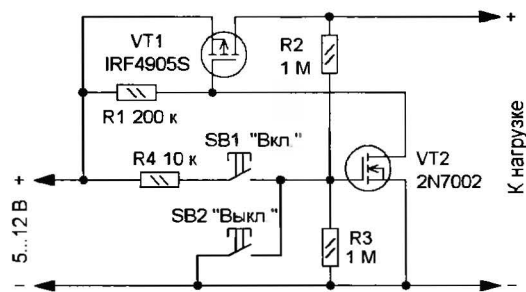 VT1
IRF4905S
R2
1 М
+
R1 200 к
SB1 "Вкл."
R4 10 к
VT2
2N7002
+
5...12 В
SB2 "Выкл."
R3
1 М
К нагрузке
−
−